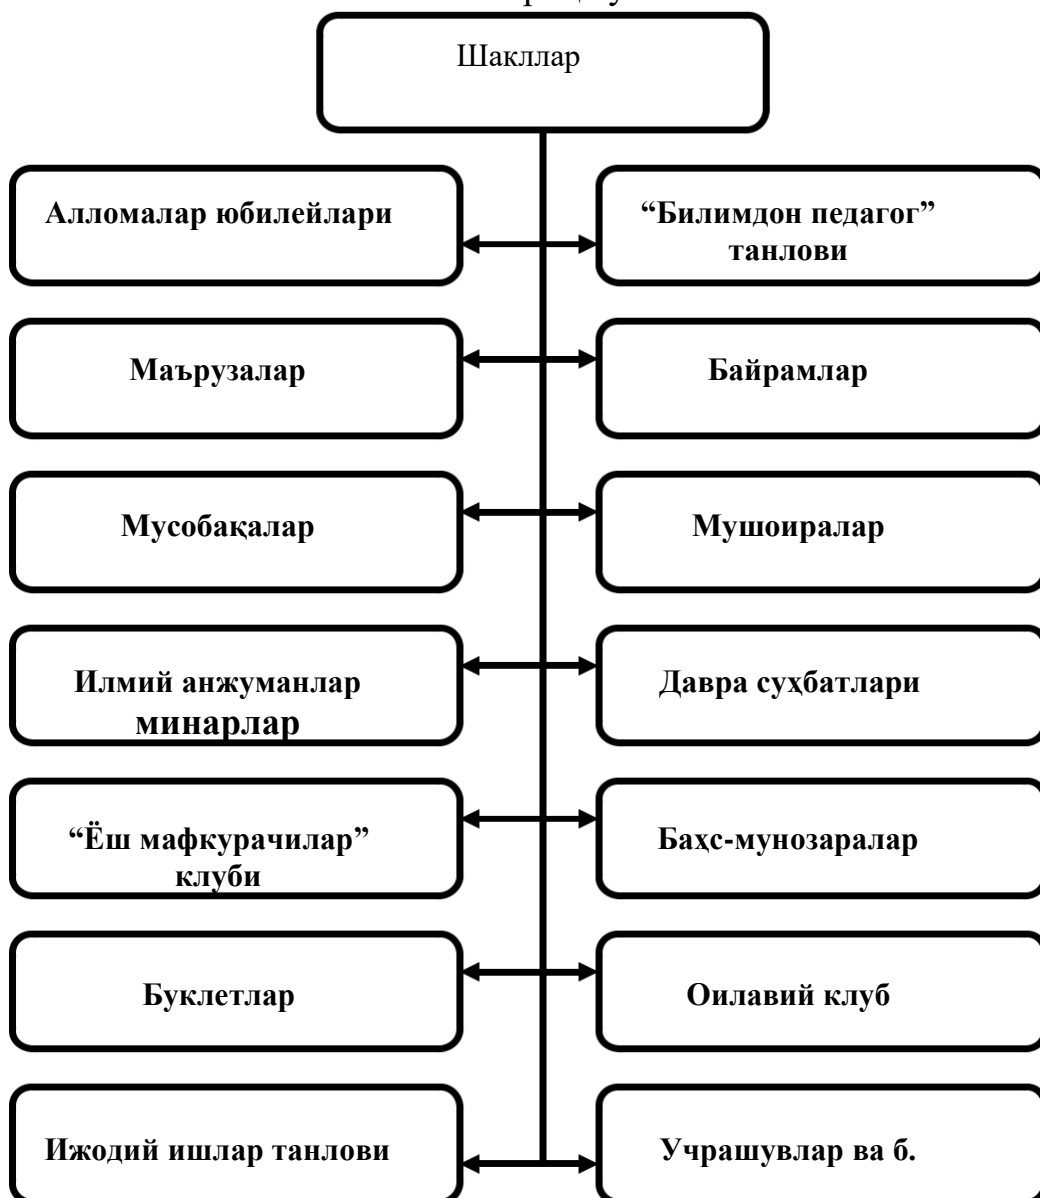 Шакллар
Алломалар юбилейлари
“Билимдон педагог”
танлови
Маърузалар
Байрамлар
Мусобақалар
Мушоиралар
Илмий анжуманлар
минарлар
Давра суҳбатлари
“Ёш мафкурачилар”
клуби
Баҳс-мунозаралар
Буклетлар
Оилавий клуб
Ижодий ишлар танлови
Учрашувлар ва б.